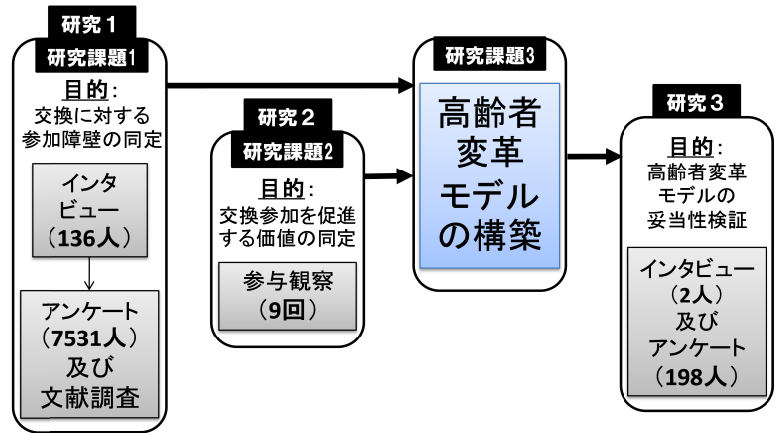 研究１
研究課題1
目的：
交換に対する
参加障壁の同定
インタ
ビュー
（136人）
アンケート
（7531人）
及び
文献調査
研究２
研究課題2
目的：
交換参加を促進
する価値の同定
参与観察
（9回）
研究課題3
高齢者
変革
モデル
の構築
研究３
目的：
高齢者変革
モデルの
妥当性検証
インタビュー
（2人）
及び
アンケート
（198人）